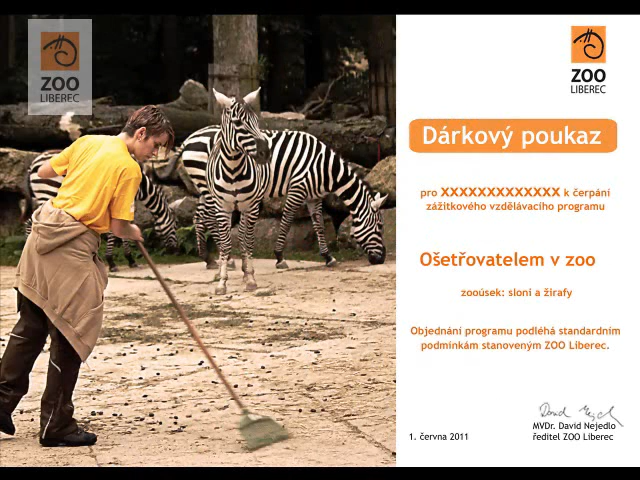 ZOO
LIBEREC
ZOO
LIBEREC
Dárkový poukaz
pro XXXXXXXXXXXXX k čerpání
zážitkového vzdělávacího programu
Ošetřovatelem v zoo
zooúsek: sloni a žirafy
Objednání programu podléhá standardním
podmínkám stanoveným ZOO Liberec.
MVDr. David Nejedlo
1. června 2011 ředitel ZOO Liberec